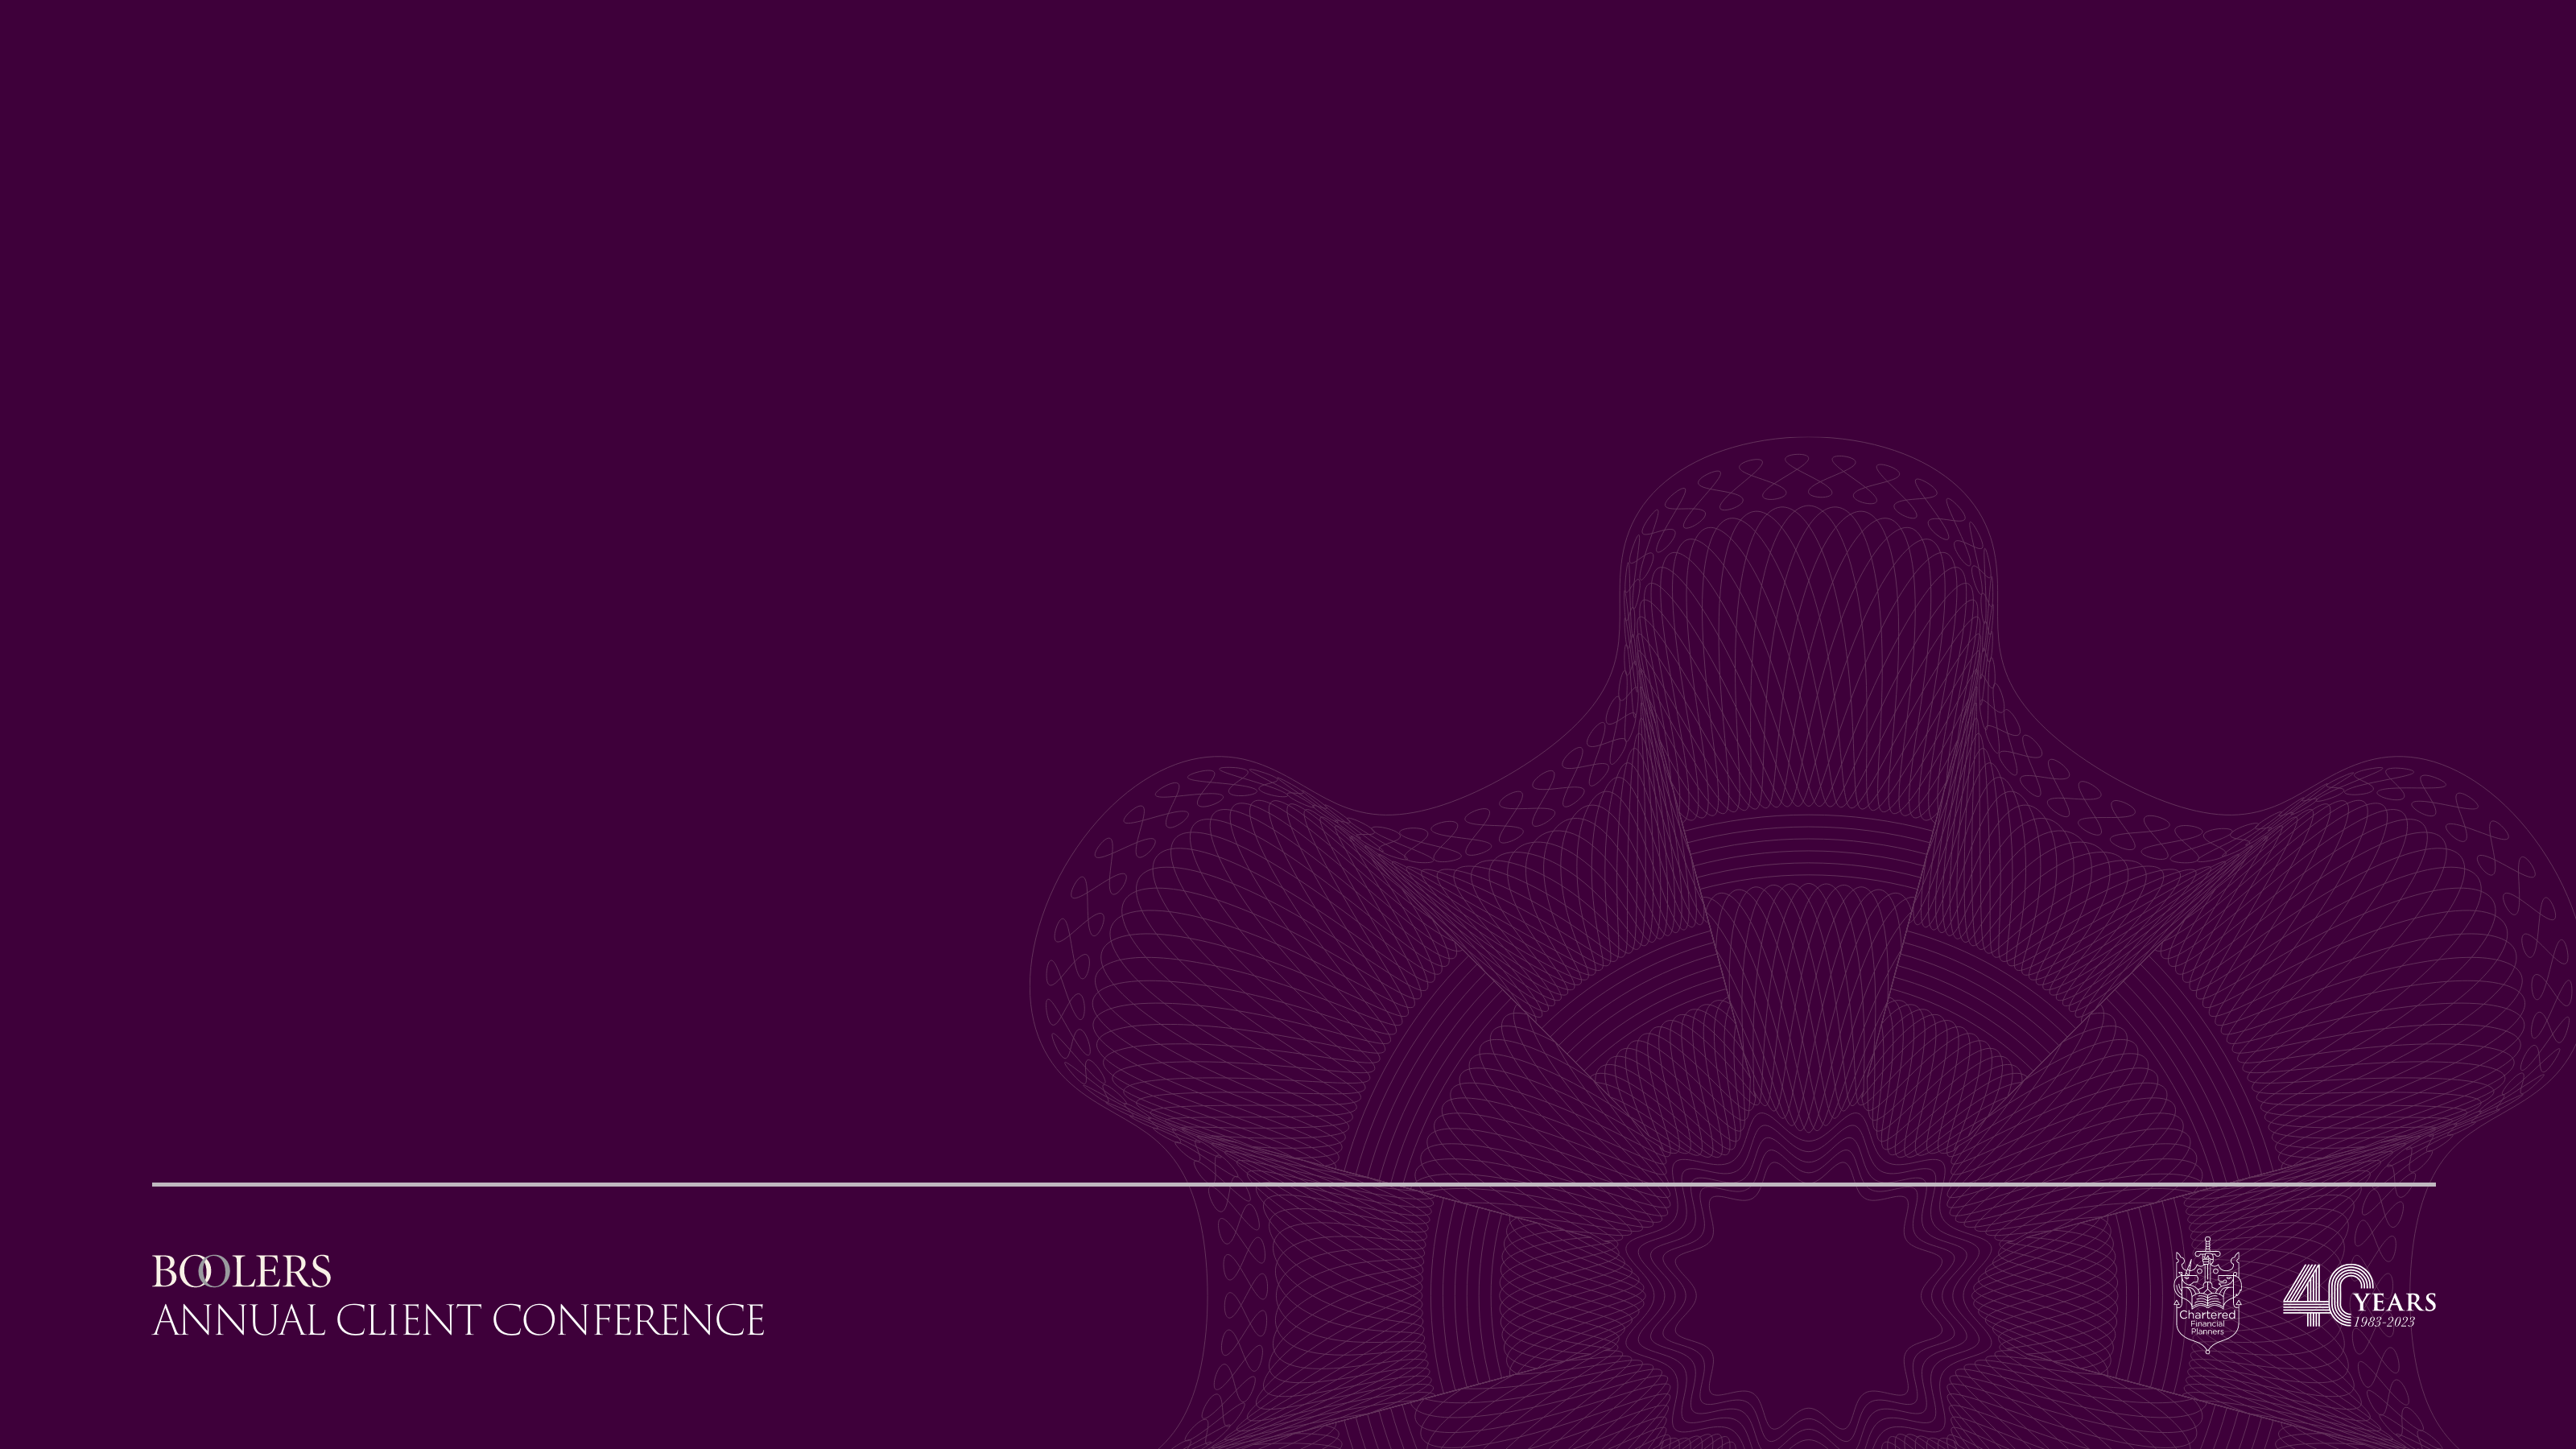 BOOLERS
ANNUAL CLIENT CONFERENCE
Chartered
Financial
Planners
40 YEARS
1983-2023